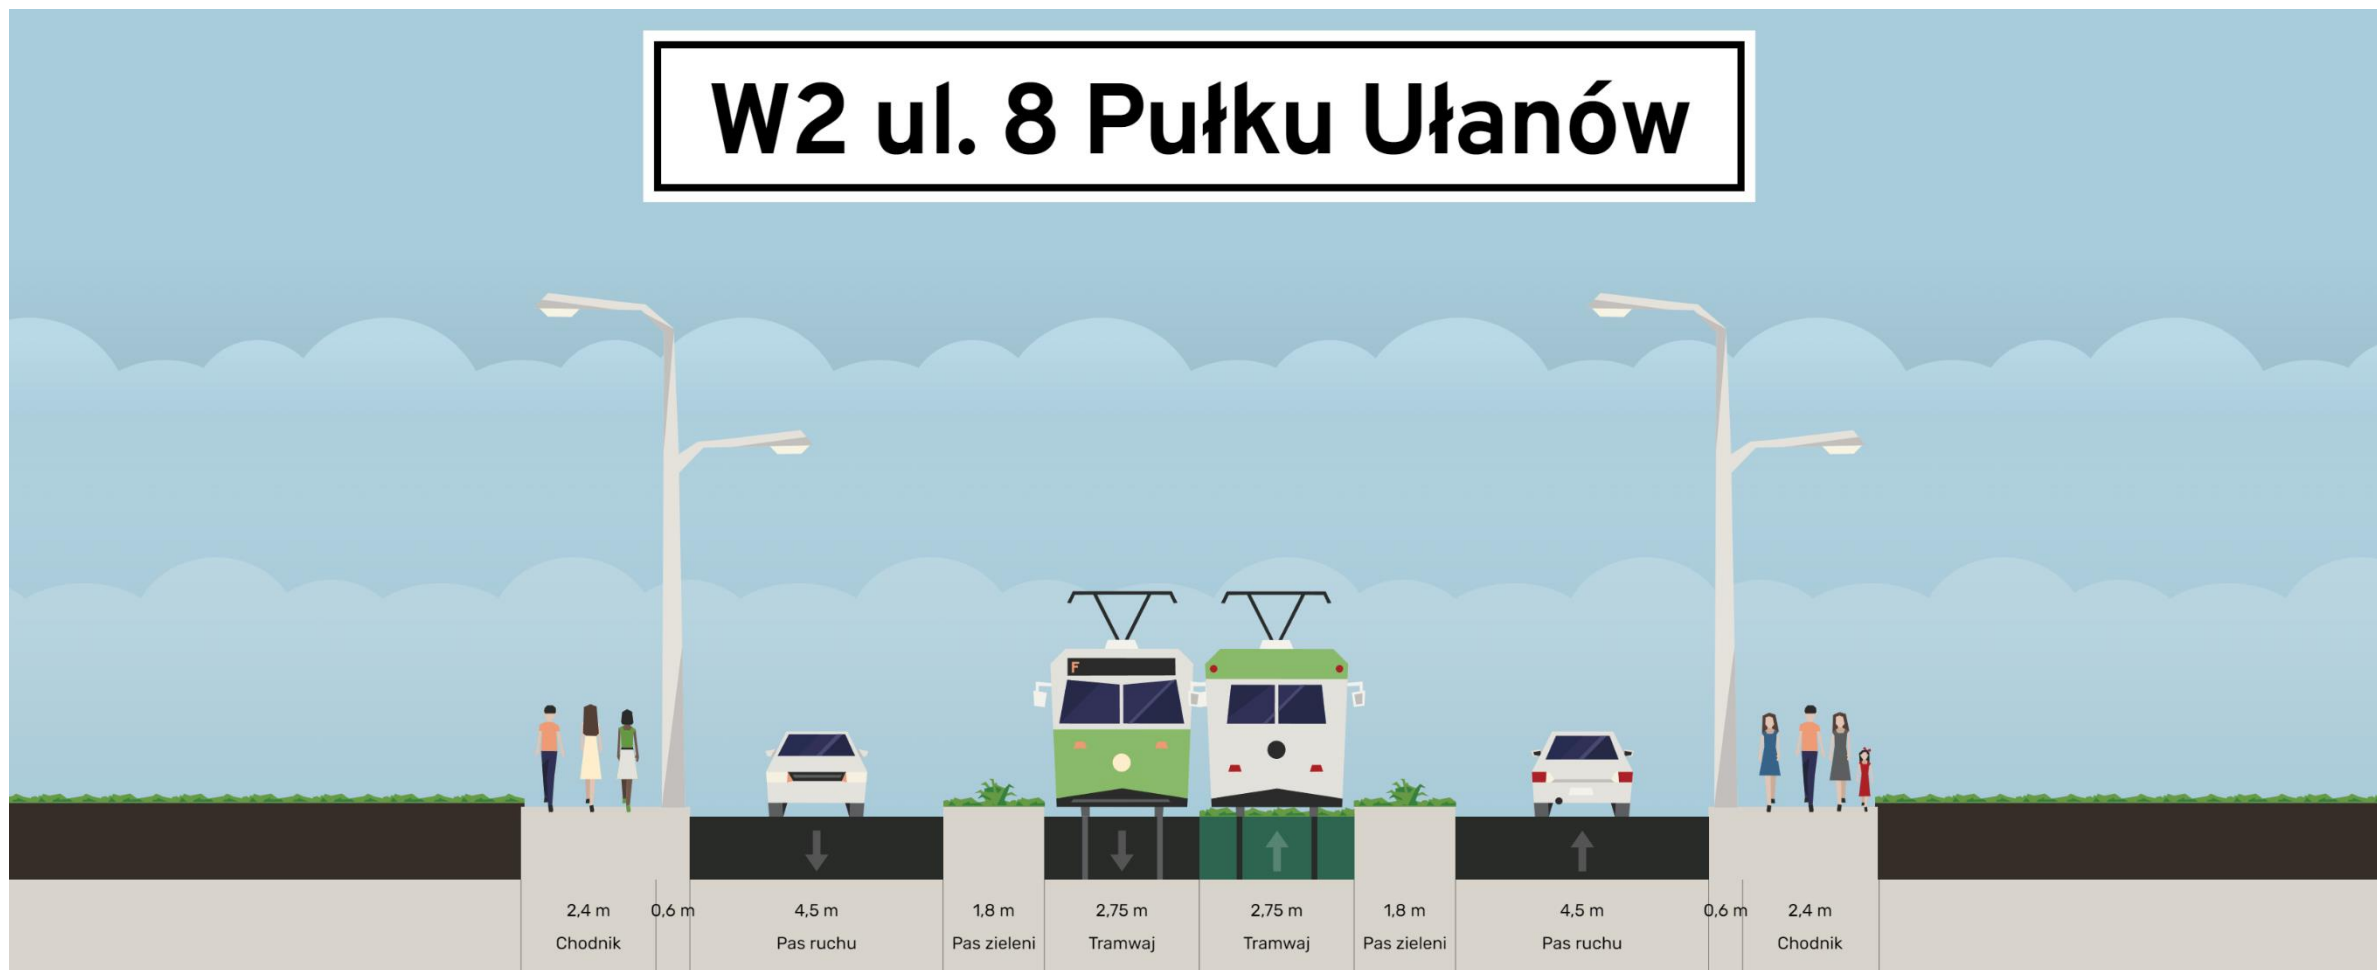 W2 ul. 8 Pułku Ułanów
F
2,4 m 0,6 m 4,5 m 1,8 m 2,75 m 2,75 m 1,8 m 4,5 m 0,6 m 2,4 m
Chodnik Pas ruchu Pas zieleni Tramwaj Tramwaj Pas zieleni Pas ruchu Chodnik